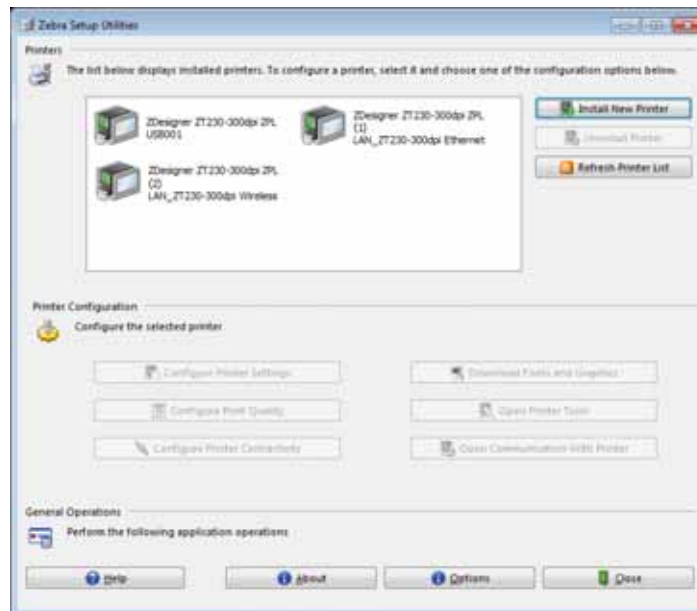 Zebra Setup Utilities
Printers
The list below displays installed printers. To configure a printer, select it and choose one of the configuration options below.
ZDesigner ZT230-300dpi ZPL
USB001
ZDesigner ZT230-300dpi ZPL
(1)
LAN_ZT230-300dpi Ethernet
ZDesigner ZT230-300dpi ZPL
(2)
LAN_ZT230-300dpi Wireless
Install New Printer
Uninstall Printer
Refresh Printer List
Printer Configuration
Configure the selected printer
Configure Printer Settings
Download Fonts and Graphics
Configure Print Quality
Open Printer Tools
Configure Printer Connectivity
Open Communication With Printer
General Operations
Perform the following application operations
Help
About
Options
Close